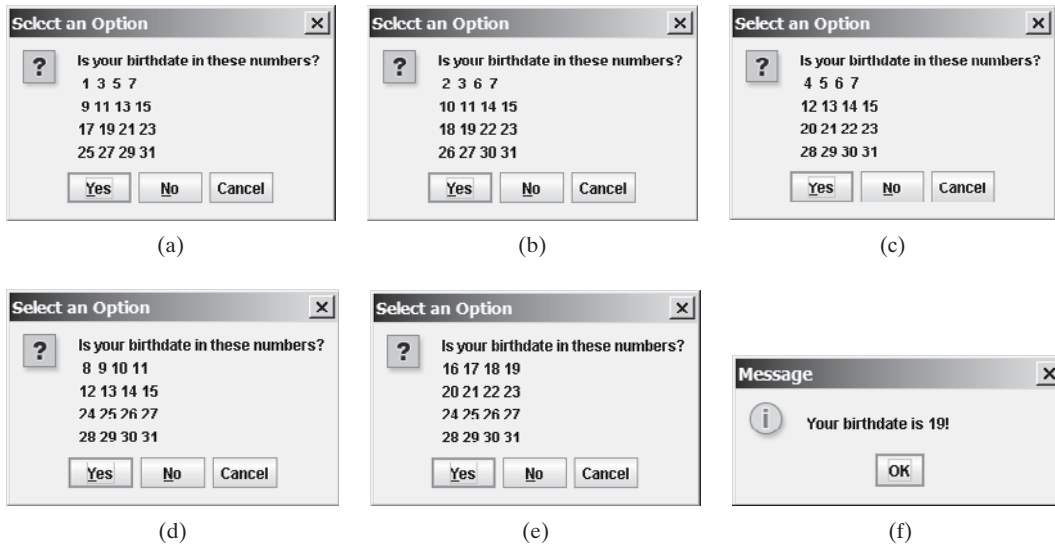 Select an Option
Is your birthdate in these numbers?
1 3 5 7
9 11 13 15
17 19 21 23
25 27 29 31
Yes No Cancel
(a)
Select an Option
Is your birthdate in these numbers?
2 3 6 7
10 11 14 15
18 19 22 23
26 27 30 31
Yes No Cancel
(b)
Select an Option
Is your birthdate in these numbers?
4 5 6 7
12 13 14 15
20 21 22 23
28 29 30 31
Yes No Cancel
(c)
Select an Option
Is your birthdate in these numbers?
8 9 10 11
12 13 14 15
24 25 26 27
28 29 30 31
Yes No Cancel
(d)
Select an Option
Is your birthdate in these numbers?
16 17 18 19
20 21 22 23
24 25 26 27
28 29 30 31
Yes No Cancel
(e)
Message
Your birthdate is 19!
OK
(f)